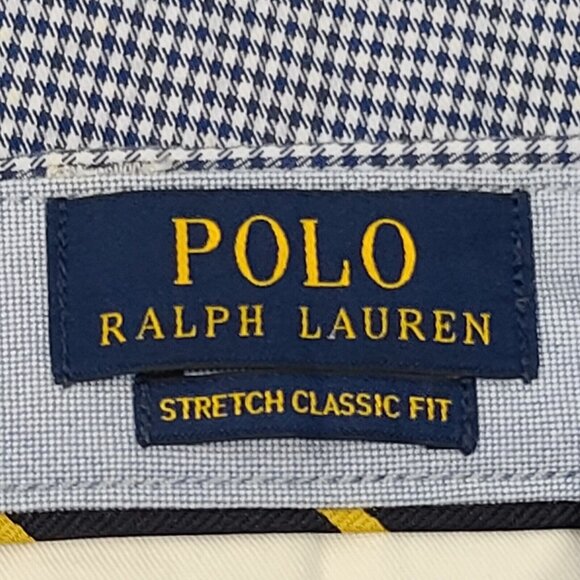 POLO
RALPH LAUREN
STRETCH CLASSIC FIT